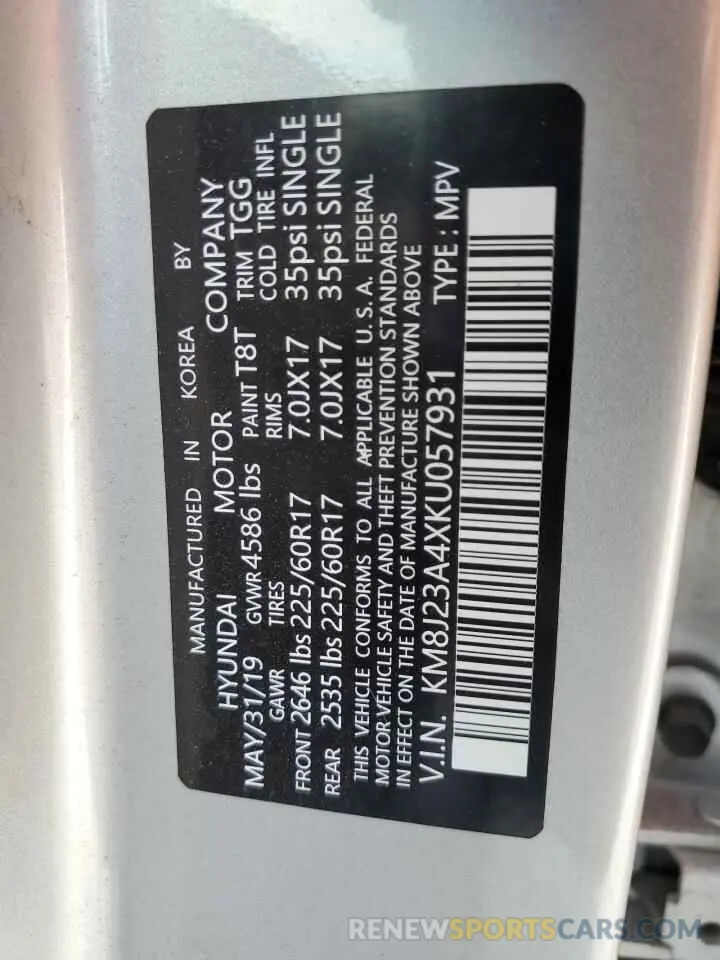 MANUFACTURED IN KOREA BY
HYUNDAI MOTOR COMPANY
MAY/31/19 GVWR 4586 lbs PAINT T8T TRIM TGG
GAWR TIRES RIMS COLD TIRE INFL
FRONT 2646 lbs 225/60R17 7.0JX17 35psi SINGLE
REAR 2535 lbs 225/60R17 7.0JX17 35psi SINGLE
THIS VEHICLE CONFORMS TO ALL APPLICABLE U.S.A. FEDERAL
MOTOR VEHICLE SAFETY AND THEFT PREVENTION STANDARDS
IN EFFECT ON THE DATE OF MANUFACTURE SHOWN ABOVE
V.I.N. KM8J23A4XKU057931 TYPE : MPV
RENEWSPORTSCARS.COM